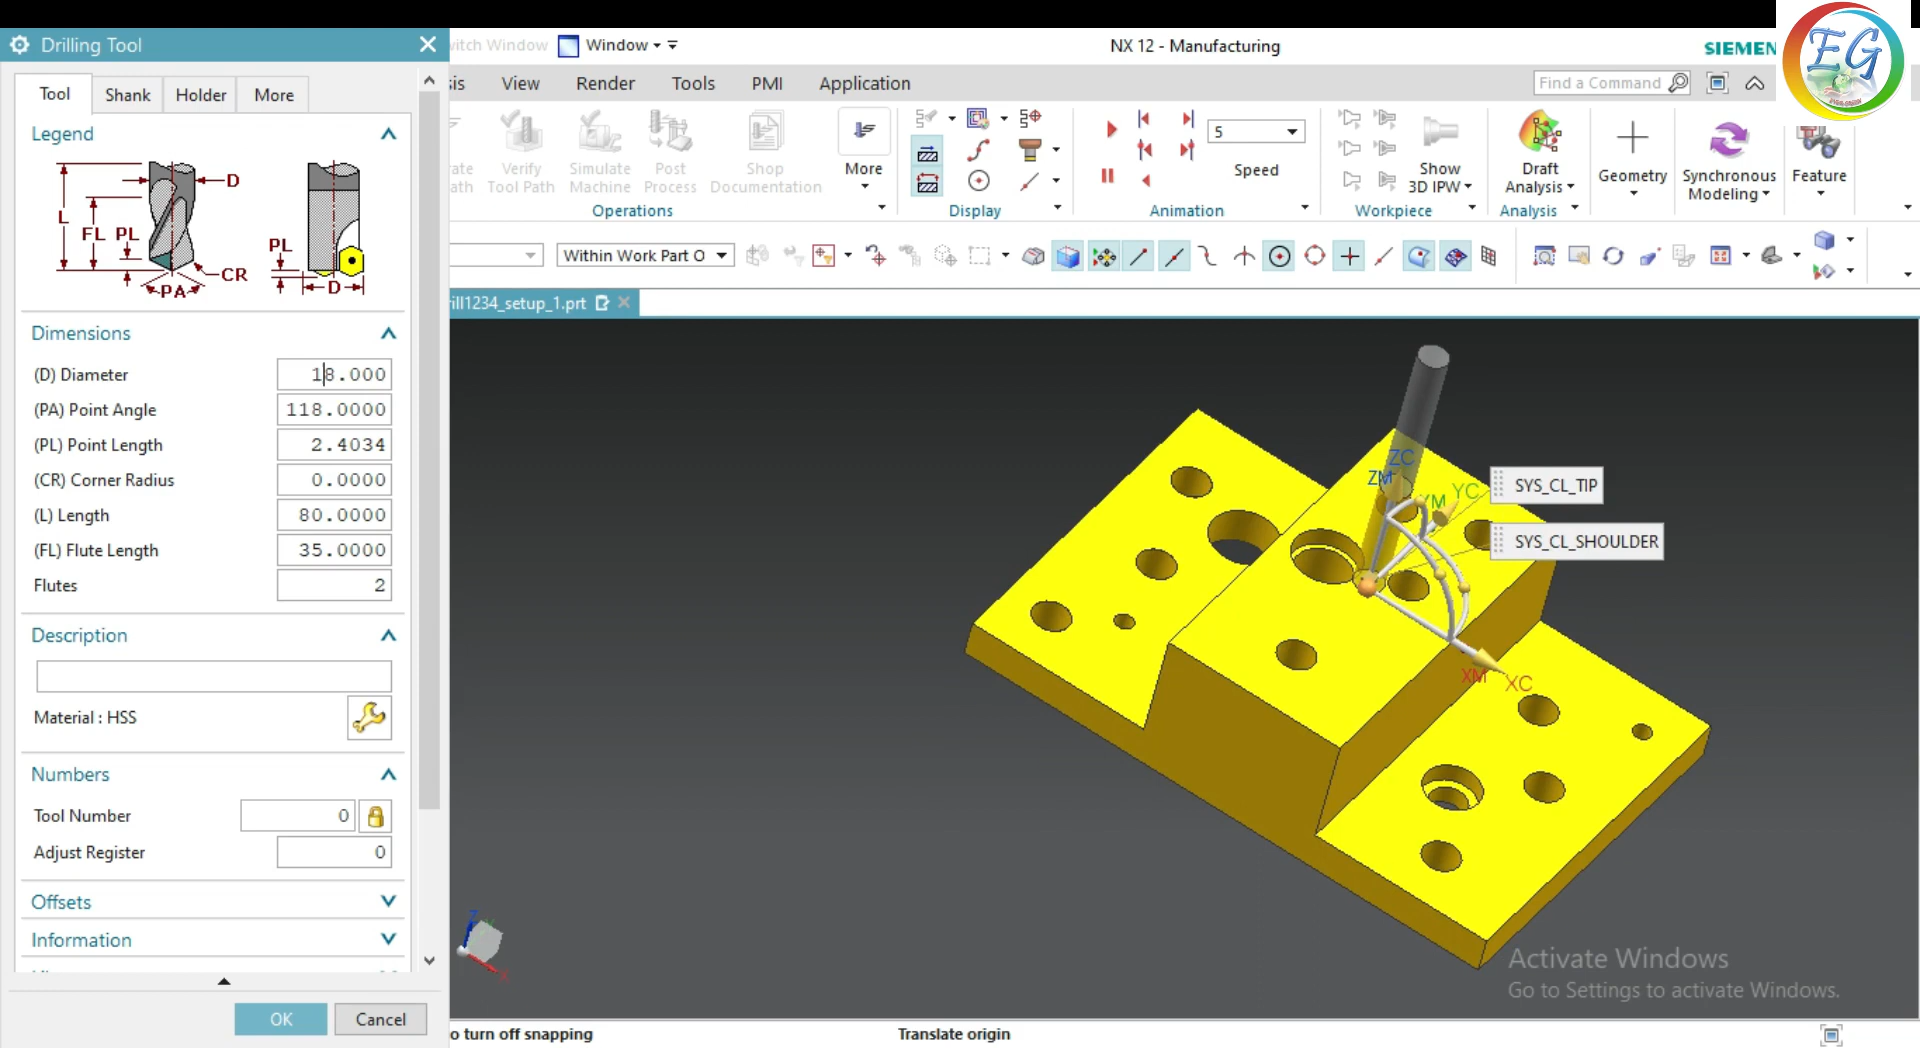 Drilling Tool
witch Window
Window
NX 12 - Manufacturing
SIEMEN
EG
Tool
Shank
Holder
More
sis
View
Render
Tools
PMI
Application
Find a Command
Legend
D
L
FL
PL
CR
PA
PL
D
rate
ath
Verify
Tool Path
Simulate
Machine
Post
Process
Shop
Documentation
More
Operations
Display
5
Speed
Animation
Show
3D IPW
Workpiece
Draft
Analysis
Analysis
Geometry
Synchronous
Modeling
Feature
Within Work Part O
rill1234_setup_1.prt
Dimensions
(D) Diameter 18.000
(PA) Point Angle 118.0000
(PL) Point Length 2.4034
(CR) Corner Radius 0.0000
(L) Length 80.0000
(FL) Flute Length 35.0000
Flutes 2
Description
Material : HSS
Numbers
Tool Number 0
Adjust Register 0
Offsets
Information
OK
Cancel
ZC
ZM
YC
YM
SYS_CL_TIP
SYS_CL_SHOULDER
XM
XC
Z
X
Activate Windows
Go to Settings to activate Windows.
o turn off snapping
Translate origin